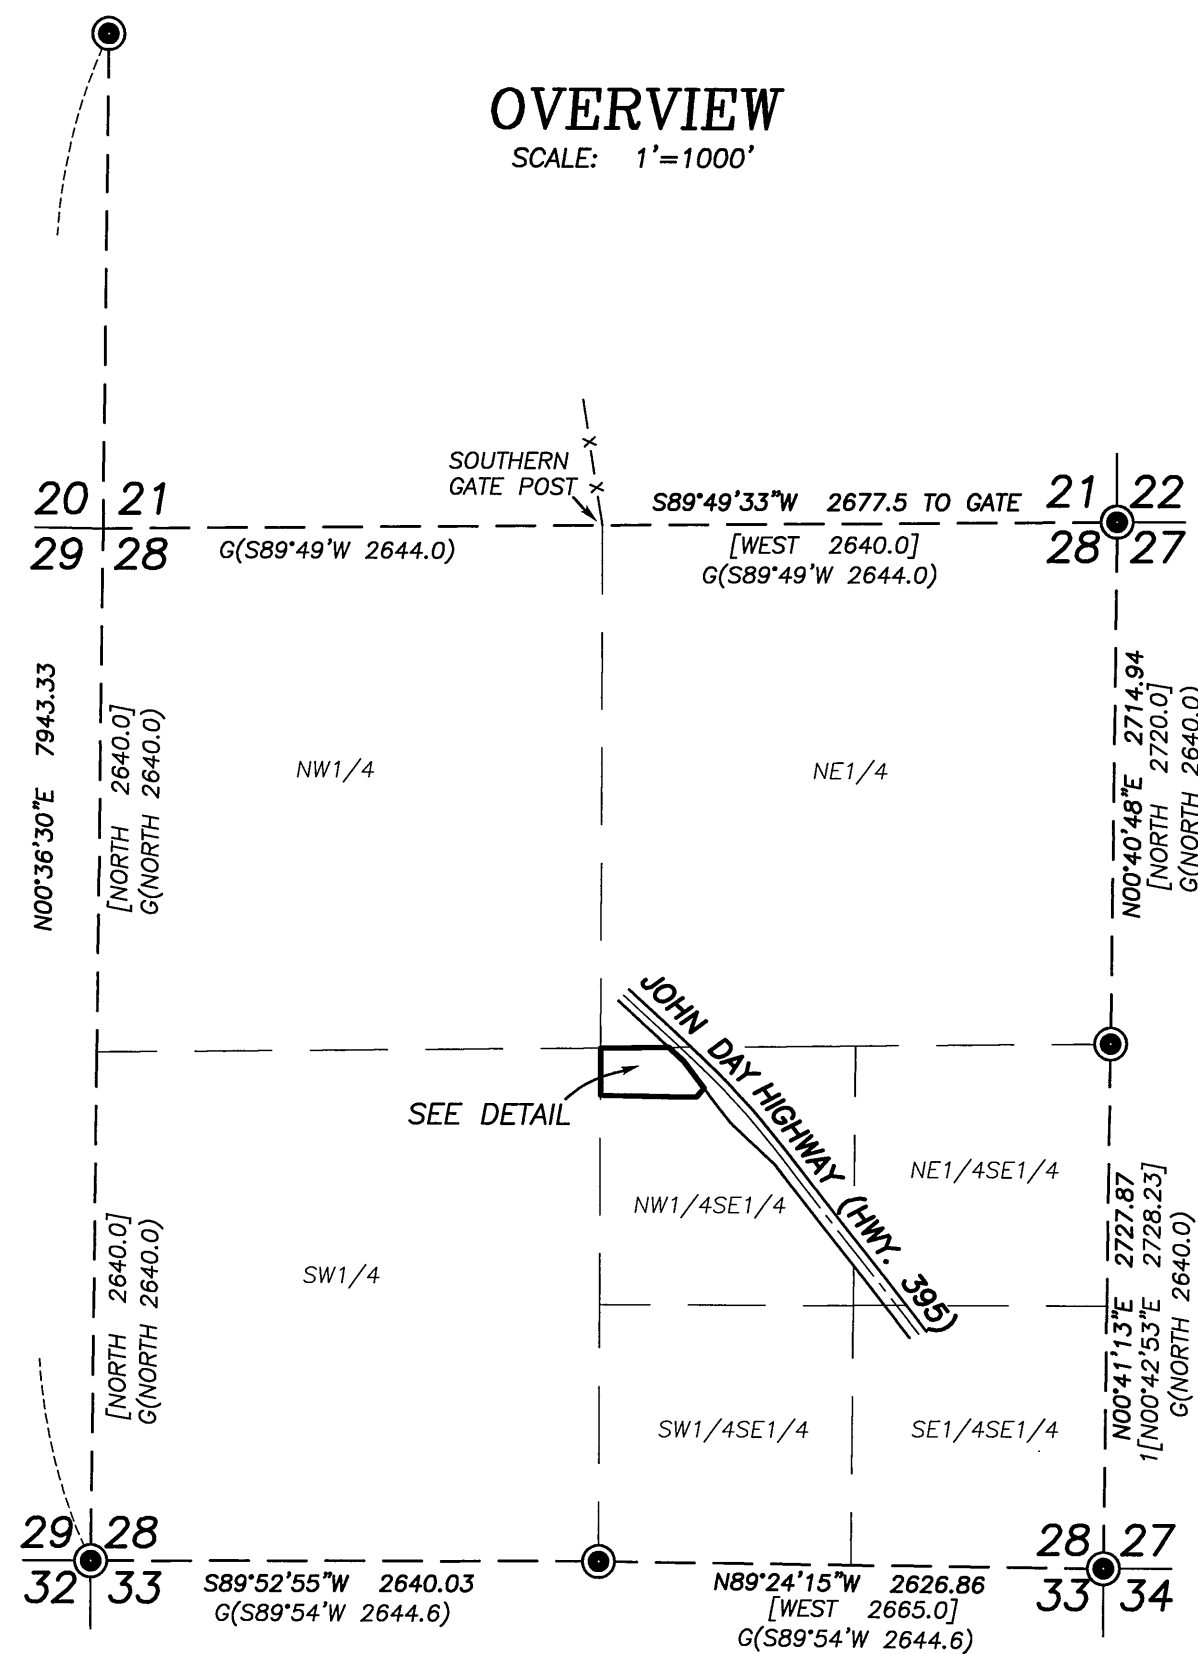 OVERVIEW
SCALE: 1'=1000'
SOUTHERN
GATE POST
20 21
29 28
S89°49'33"W 2677.5 TO GATE
21 22
28 27
G(S89°49'W 2644.0)
[WEST 2640.0]
G(S89°49'W 2644.0)
N00°36'30"E 7943.33
[NORTH 2640.0]
G(NORTH 2640.0)
NW1/4
NE1/4
N00°40'48"E 2714.94
[NORTH 2720.0]
G(NORTH 2640.0)
JOHN DAY HIGHWAY (HWY. 395)
SEE DETAIL
NW1/4SE1/4
NE1/4SE1/4
[NORTH 2640.0]
G(NORTH 2640.0)
SW1/4
N00°41'13"E 2727.87
1[N00°42'53"E 2728.23]
G(NORTH 2640.0)
SW1/4SE1/4
SE1/4SE1/4
29 28
32 33
S89°52'55"W 2640.03
G(S89°54'W 2644.6)
N89°24'15"W 2626.86
[WEST 2665.0]
G(S89°54'W 2644.6)
28 27
33 34